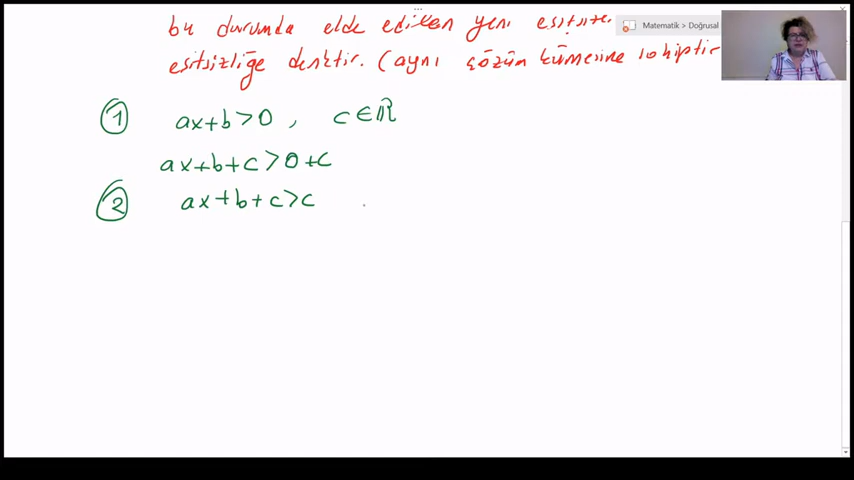 bu durumda elde edilen yeni eşitsiz.
Matematik > Doğrusal
eşitsizliğe denktir. (aynı çözüm kümesine sahiptir
① ax+b>0, c∈ℝ
ax+b+c>0+c
② ax+b+c>c